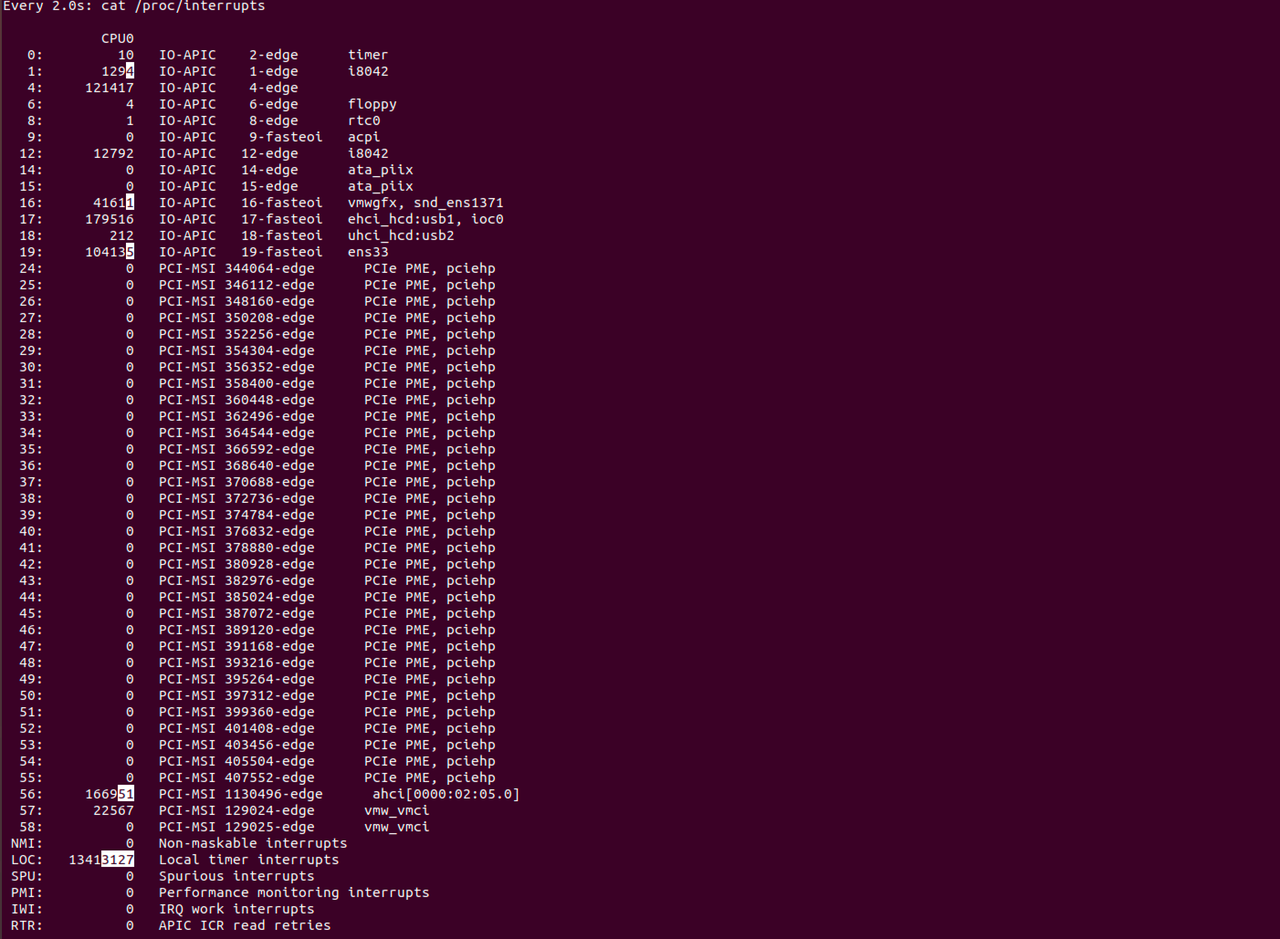 Every 2.0s: cat /proc/interrupts
CPU0
0: 10 IO-APIC 2-edge timer
1: 1294 IO-APIC 1-edge i8042
4: 121417 IO-APIC 4-edge
6: 4 IO-APIC 6-edge floppy
8: 1 IO-APIC 8-edge rtc0
9: 0 IO-APIC 9-fasteoi acpi
12: 12792 IO-APIC 12-edge i8042
14: 0 IO-APIC 14-edge ata_piix
15: 0 IO-APIC 15-edge ata_piix
16: 41611 IO-APIC 16-fasteoi vmwgfx, snd_ens1371
17: 179516 IO-APIC 17-fasteoi ehci_hcd:usb1, ioc0
18: 212 IO-APIC 18-fasteoi uhci_hcd:usb2
19: 104135 IO-APIC 19-fasteoi ens33
24: 0 PCI-MSI 344064-edge PCIe PME, pciehp
25: 0 PCI-MSI 346112-edge PCIe PME, pciehp
26: 0 PCI-MSI 348160-edge PCIe PME, pciehp
27: 0 PCI-MSI 350208-edge PCIe PME, pciehp
28: 0 PCI-MSI 352256-edge PCIe PME, pciehp
29: 0 PCI-MSI 354304-edge PCIe PME, pciehp
30: 0 PCI-MSI 356352-edge PCIe PME, pciehp
31: 0 PCI-MSI 358400-edge PCIe PME, pciehp
32: 0 PCI-MSI 360448-edge PCIe PME, pciehp
33: 0 PCI-MSI 362496-edge PCIe PME, pciehp
34: 0 PCI-MSI 364544-edge PCIe PME, pciehp
35: 0 PCI-MSI 366592-edge PCIe PME, pciehp
36: 0 PCI-MSI 368640-edge PCIe PME, pciehp
37: 0 PCI-MSI 370688-edge PCIe PME, pciehp
38: 0 PCI-MSI 372736-edge PCIe PME, pciehp
39: 0 PCI-MSI 374784-edge PCIe PME, pciehp
40: 0 PCI-MSI 376832-edge PCIe PME, pciehp
41: 0 PCI-MSI 378880-edge PCIe PME, pciehp
42: 0 PCI-MSI 380928-edge PCIe PME, pciehp
43: 0 PCI-MSI 382976-edge PCIe PME, pciehp
44: 0 PCI-MSI 385024-edge PCIe PME, pciehp
45: 0 PCI-MSI 387072-edge PCIe PME, pciehp
46: 0 PCI-MSI 389120-edge PCIe PME, pciehp
47: 0 PCI-MSI 391168-edge PCIe PME, pciehp
48: 0 PCI-MSI 393216-edge PCIe PME, pciehp
49: 0 PCI-MSI 395264-edge PCIe PME, pciehp
50: 0 PCI-MSI 397312-edge PCIe PME, pciehp
51: 0 PCI-MSI 399360-edge PCIe PME, pciehp
52: 0 PCI-MSI 401408-edge PCIe PME, pciehp
53: 0 PCI-MSI 403456-edge PCIe PME, pciehp
54: 0 PCI-MSI 405504-edge PCIe PME, pciehp
55: 0 PCI-MSI 407552-edge PCIe PME, pciehp
56: 166951 PCI-MSI 1130496-edge ahci[0000:02:05.0]
57: 22567 PCI-MSI 129024-edge vmw_vmci
58: 0 PCI-MSI 129025-edge vmw_vmci
NMI: 0 Non-maskable interrupts
LOC: 13413127 Local timer interrupts
SPU: 0 Spurious interrupts
PMI: 0 Performance monitoring interrupts
IWI: 0 IRQ work interrupts
RTR: 0 APIC ICR read retries